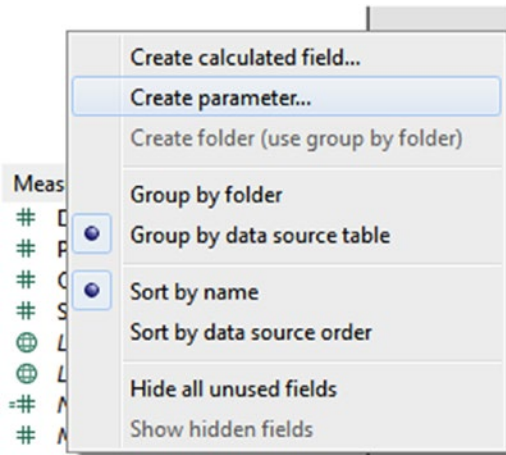 Create calculated field...
Create parameter...
Create folder (use group by folder)
Group by folder
Group by data source table
Sort by name
Sort by data source order
Hide all unused fields
Show hidden fields